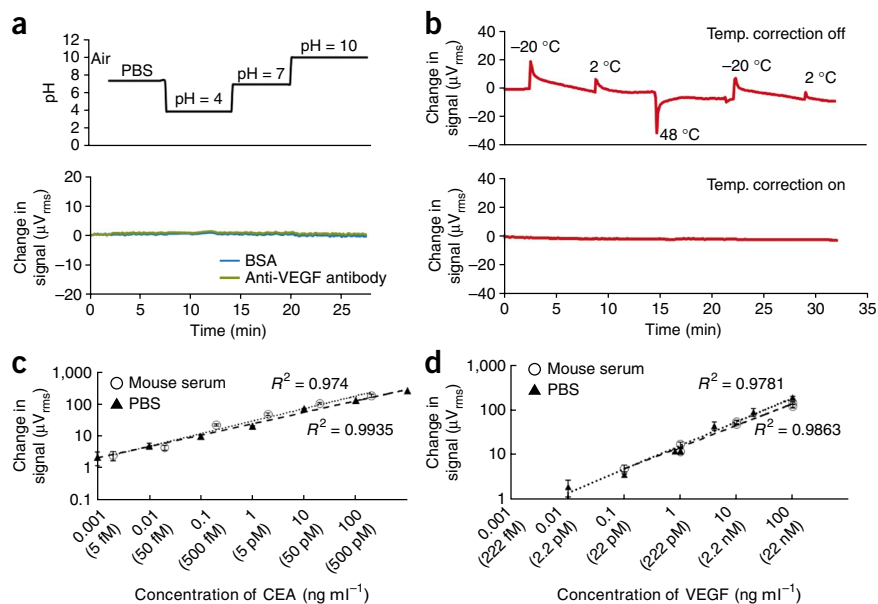 a
12
10
8
6
4
2
0
pH
Air
PBS
pH = 4
pH = 7
pH = 10
20
10
0
–10
–20
Change in
signal (μVrms)
BSA
Anti-VEGF antibody
0 5 10 15 20 25
Time (min)
b
40
20
0
–20
–40
Change in
signal (μVrms)
Temp. correction off
–20 °C
2 °C
48 °C
–20 °C
2 °C
40
20
0
–20
–40
Change in
signal (μVrms)
Temp. correction on
0 5 10 15 20 25 30 35
Time (min)
c
1,000
100
10
1
0.1
Change in
signal (μVrms)
Mouse serum
PBS
R² = 0.974
R² = 0.9935
0.001
(5 fM)
0.01
(50 fM)
0.1
(500 fM)
1
(5 pM)
10
(50 pM)
100
(500 pM)
Concentration of CEA (ng ml⁻¹)
d
1,000
100
10
1
Change in
signal (μVrms)
Mouse serum
PBS
R² = 0.9781
R² = 0.9863
0.001
(222 fM)
0.01
(2.2 pM)
0.1
(22 pM)
1
(222 pM)
10
(2.2 nM)
100
(22 nM)
Concentration of VEGF (ng ml⁻¹)